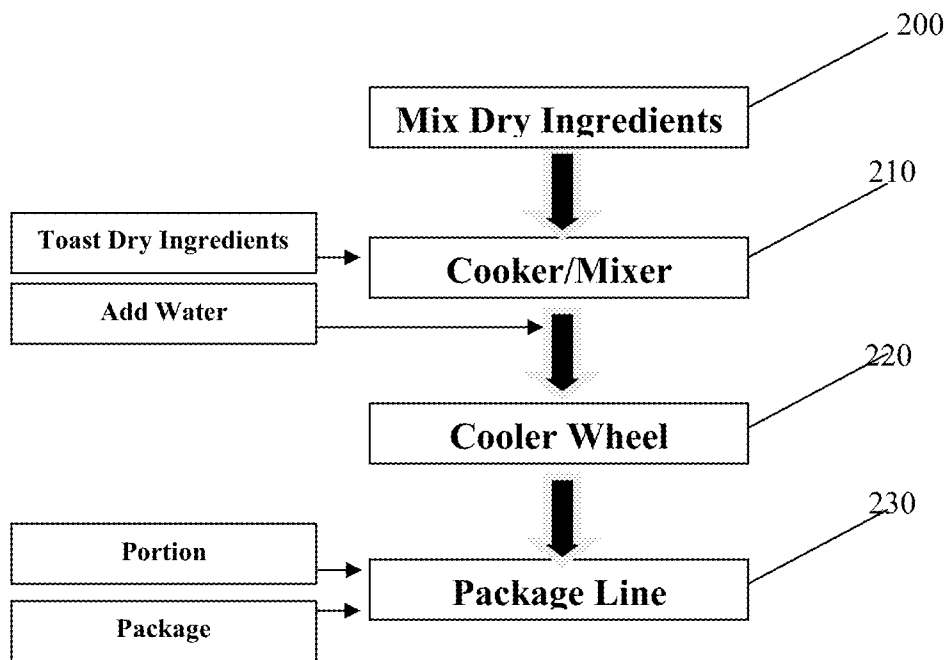 200
Mix Dry Ingredients
210
Toast Dry Ingredients
Cooker/Mixer
Add Water
220
Cooler Wheel
230
Portion
Package Line
Package